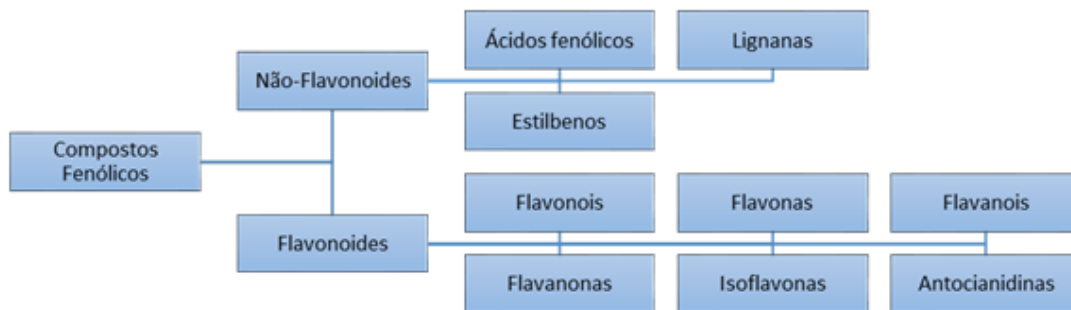 Ácidos fenólicos
Lignanas
Não-Flavonoides
Estilbenos
Compostos
Fenólicos
Flavonois
Flavonas
Flavanois
Flavonoides
Flavanonas
Isoflavonas
Antocianidinas